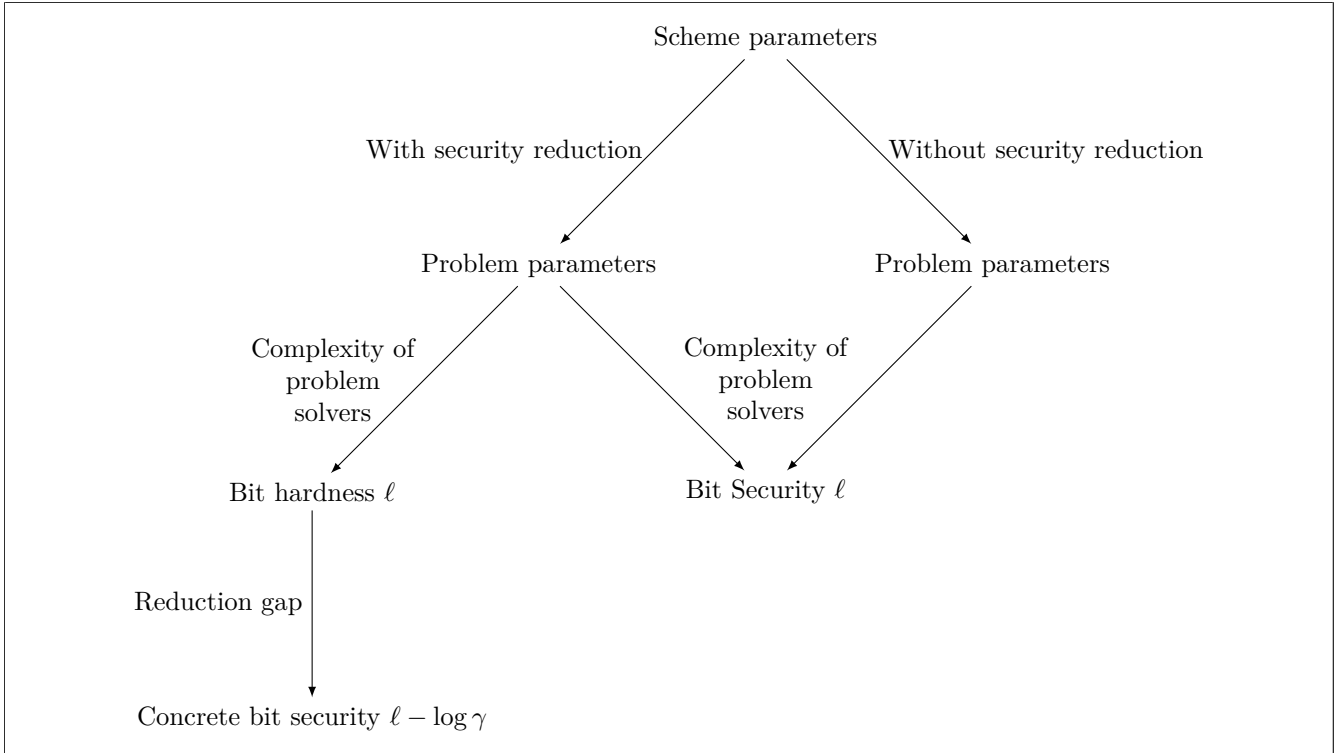 Scheme parameters
With security reduction
Without security reduction
Problem parameters
Problem parameters
Complexity of
problem
solvers
Complexity of
problem
solvers
Bit hardness ℓ
Bit Security ℓ
Reduction gap
Concrete bit security ℓ − log γ